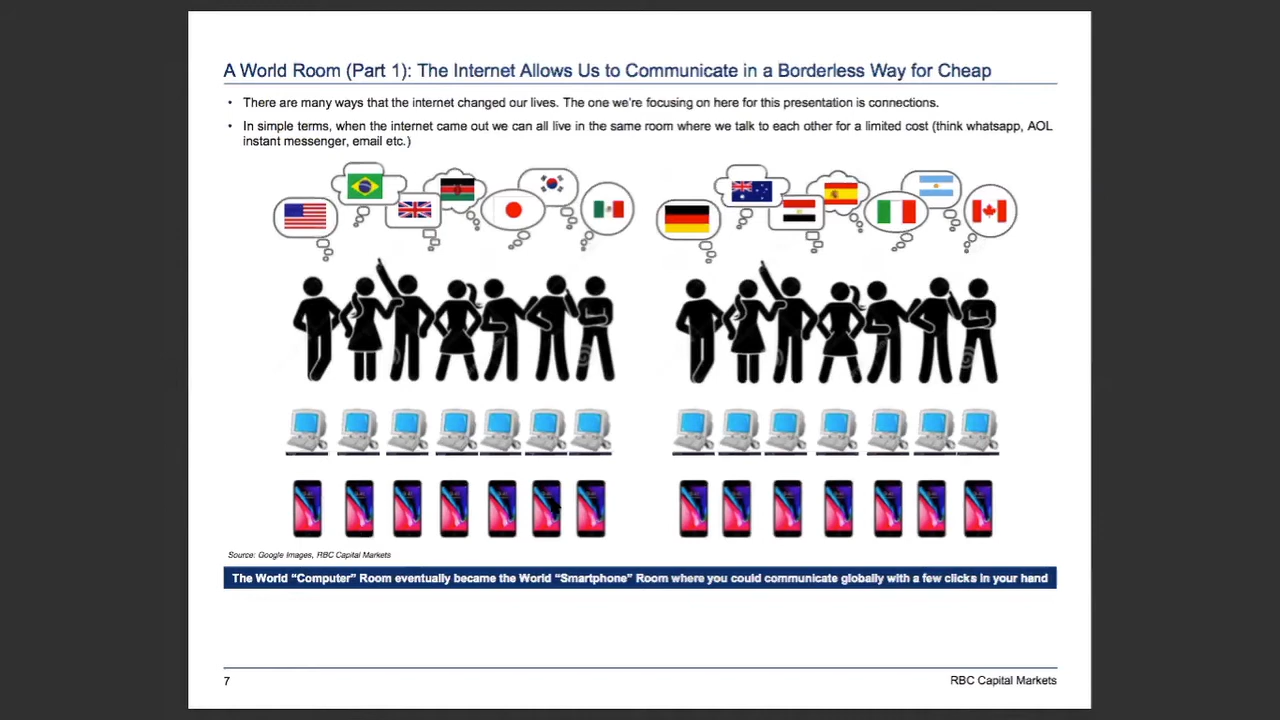 A World Room (Part 1): The Internet Allows Us to Communicate in a Borderless Way for Cheap
• There are many ways that the internet changed our lives. The one we're focusing on here for this presentation is connections.
• In simple terms, when the internet came out we can all live in the same room where we talk to each other for a limited cost (think whatsapp, AOL
instant messenger, email etc.)
Source: Google Images, RBC Capital Markets
The World “Computer” Room eventually became the World “Smartphone” Room where you could communicate globally with a few clicks in your hand
7
RBC Capital Markets